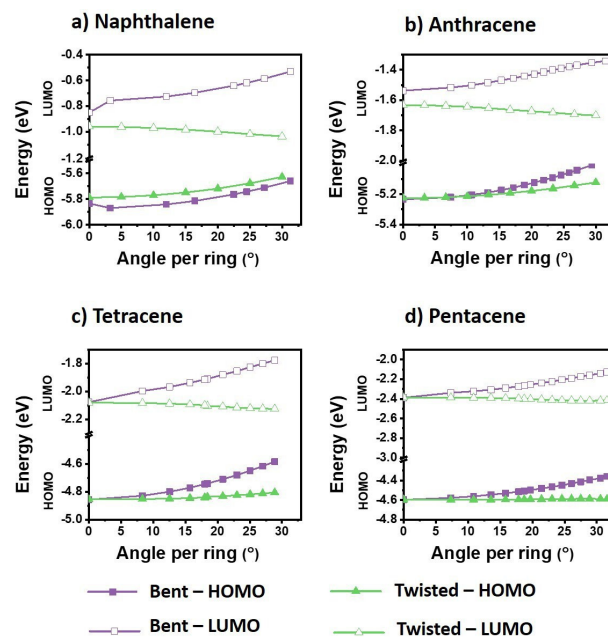 a) Naphthalene
b) Anthracene
Energy (eV)
HOMO LUMO
-0.4
-0.6
-0.8
-1.0
-1.2
-5.6
-5.8
-6.0
0 5 10 15 20 25 30
Angle per ring (°)
Energy (eV)
HOMO LUMO
-1.4
-1.6
-2.0
-5.2
-5.4
0 5 10 15 20 25 30
Angle per ring (°)
c) Tetracene
d) Pentacene
Energy (eV)
HOMO LUMO
-1.8
-2.0
-2.2
-4.6
-4.8
-5.0
0 5 10 15 20 25 30
Angle per ring (°)
Energy (eV)
HOMO LUMO
-2.0
-2.2
-2.4
-2.6
-3.0
-4.4
-4.6
-4.8
0 5 10 15 20 25 30
Angle per ring (°)
Bent – HOMO
Twisted – HOMO
Bent – LUMO
Twisted – LUMO